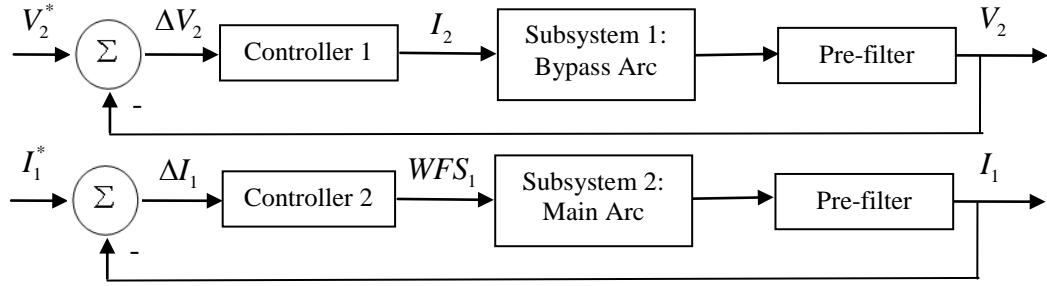 V₂* ΔV₂ I₂ V₂
Σ Controller 1 Subsystem 1:
Bypass Arc Pre-filter
-
I₁* ΔI₁ WFS₁ I₁
Σ Controller 2 Subsystem 2:
Main Arc Pre-filter
-